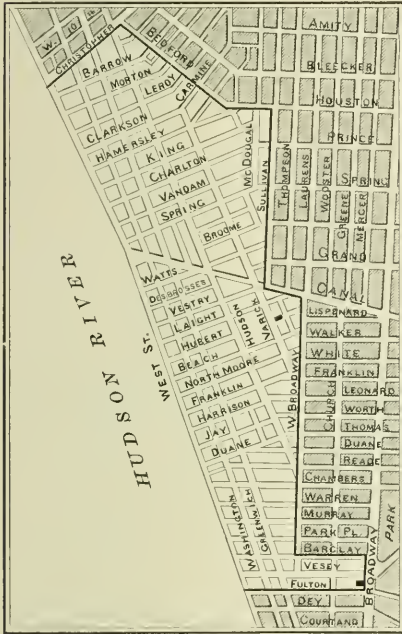 W.
10
CHRISTOPHER
BEDFORD
BARROW
MORTON
LEROY
CARMINE
CLARKSON
HAMERSLEY
KING
CHARLTON
VANDAM
SPRING
BROOME
MCDOUGAL
SULLIVAN
THOMPSON
LAURENS
WOOSTER
GREENE
MERCER
AMITY
BLEECKER
HOUSTON
PRINCE
SPRING
GRAND
CANAL
LISPENARD
WALKER
WHITE
FRANKLIN
LEONARD
WORTH
THOMAS
DUANE
READE
CHAMBERS
WARREN
MURRAY
PARK PL.
BARCLAY
VESEY
FULTON
DEY
COURTLAND
CHURCH
W BROADWAY
BROADWAY
PARK
WATTS
DESBROSSES
VESTRY
LAIGHT
HUBERT
BEACH
NORTH MOORE
FRANKLIN
HARRISON
JAY
DUANE
HUDSON
VARICK
WASHINGTON
GREENWICH
WEST ST.
HUDSON RIVER